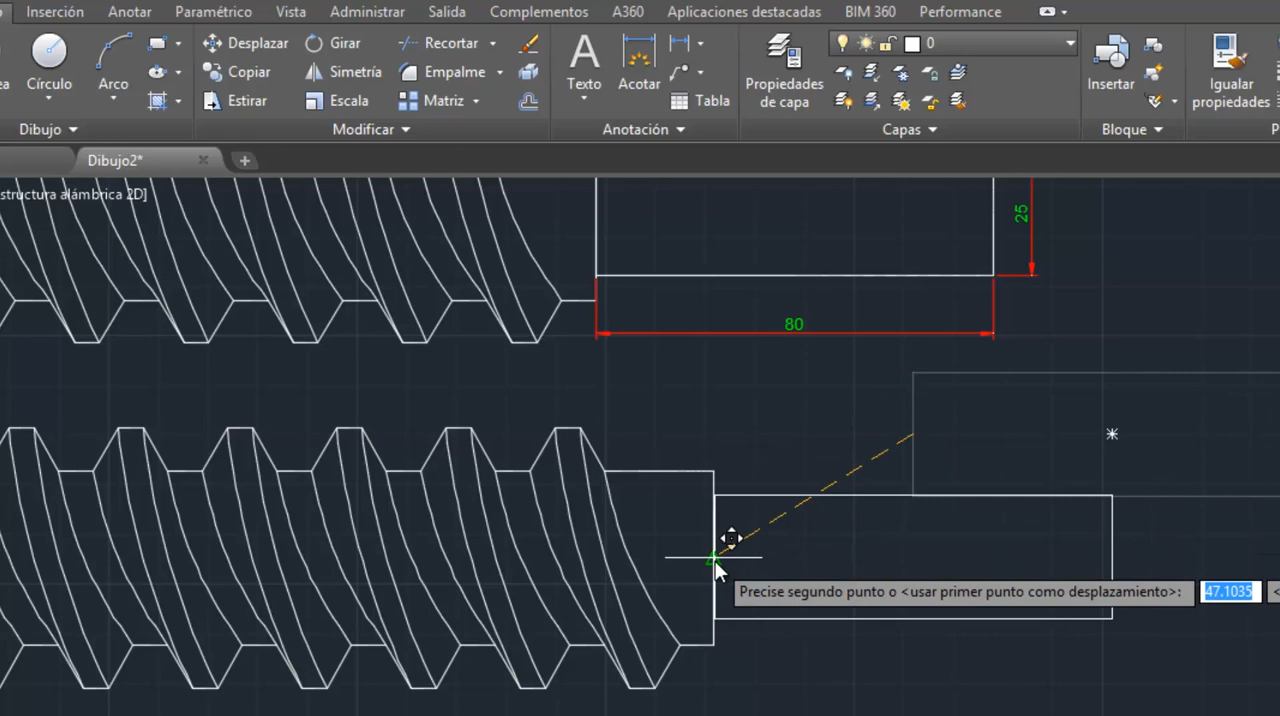 Inserción Anotar Paramétrico Vista Administrar Salida Complementos A360 Aplicaciones destacadas BIM 360 Performance
Desplazar Girar Recortar
Copiar Simetría Empalme
Estirar Escala Matriz
Círculo Arco
Texto Acotar Tabla
Propiedades de capa
0
Insertar
Igualar propiedades
Dibujo Modificar Anotación Capas Bloque
Dibujo2*
structura alámbrica 2D]
25
80
Precise segundo punto o <usar primer punto como desplazamiento>: 47.1035 <